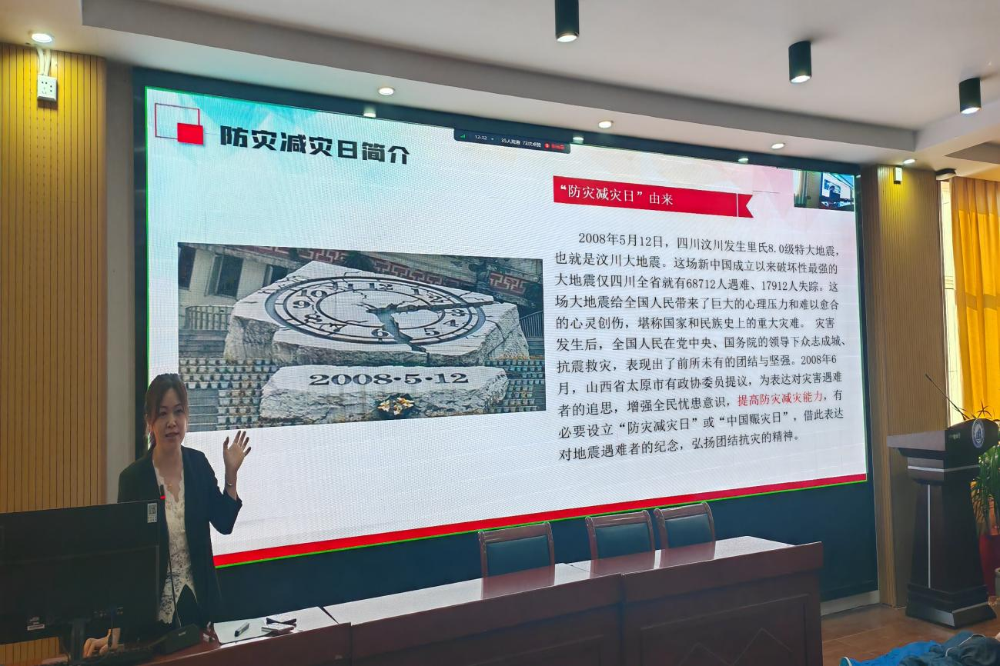 防灾减灾日简介
12:32 35人观看 72次点赞
“防灾减灾日”由来
2008年5月12日，四川汶川发生里氏8.0级特大地震，
也就是汶川大地震。这场新中国成立以来破坏性最强的
大地震仅四川全省就有68712人遇难、17912人失踪。这
场大地震给全国人民带来了巨大的心理压力和难以愈合
的心灵创伤，堪称国家和民族史上的重大灾难。 灾害
发生后，全国人民在党中央、国务院的领导下众志成城、
抗震救灾，表现出了前所未有的团结与坚强。2008年6
月，山西省太原市有政协委员提议，为表达对灾害遇难
者的追思，增强全民忧患意识，提高防灾减灾能力，有
必要设立“防灾减灾日”或“中国赈灾日”，借此表达
对地震遇难者的纪念，弘扬团结抗灾的精神。
10 11 12 1
9 2
8 3
7 6 5 4
2008·5·12